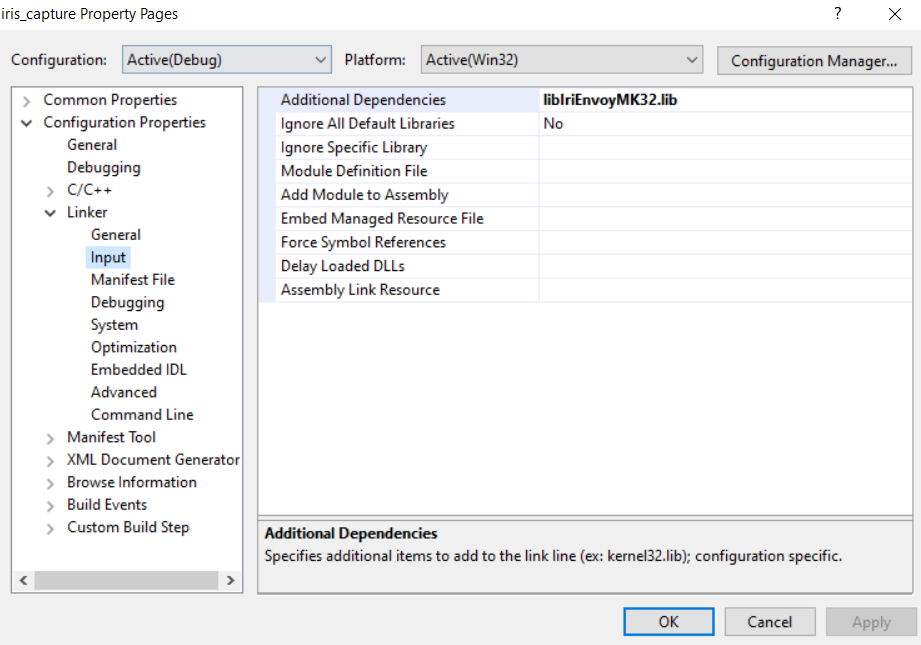 iris_capture Property Pages
?
Configuration: Active(Debug) Platform: Active(Win32) Configuration Manager...
Common Properties
Configuration Properties
General
Debugging
C/C++
Linker
General
Input
Manifest File
Debugging
System
Optimization
Embedded IDL
Advanced
Command Line
Manifest Tool
XML Document Generator
Browse Information
Build Events
Custom Build Step
Additional Dependencies libIriEnvoyMK32.lib
Ignore All Default Libraries No
Ignore Specific Library
Module Definition File
Add Module to Assembly
Embed Managed Resource File
Force Symbol References
Delay Loaded DLLs
Assembly Link Resource
Additional Dependencies
Specifies additional items to add to the link line (ex: kernel32.lib); configuration specific.
OK Cancel Apply